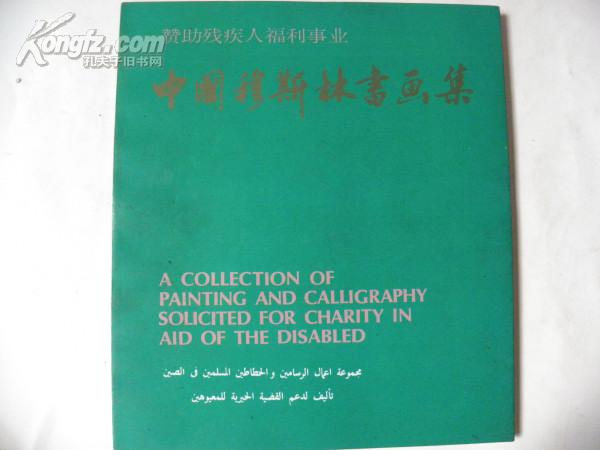 Kongfz.com
孔夫子旧书网
赞助残疾人福利事业
中國穆斯林书画集
A COLLECTION OF
PAINTING AND CALLIGRAPHY
SOLICITED FOR CHARITY IN
AID OF THE DISABLED
مجموعة اعمال الرسامين والخطاطين المسلمين فى الصين
تأليف لدعم القضية الخيرية للمعيوهين